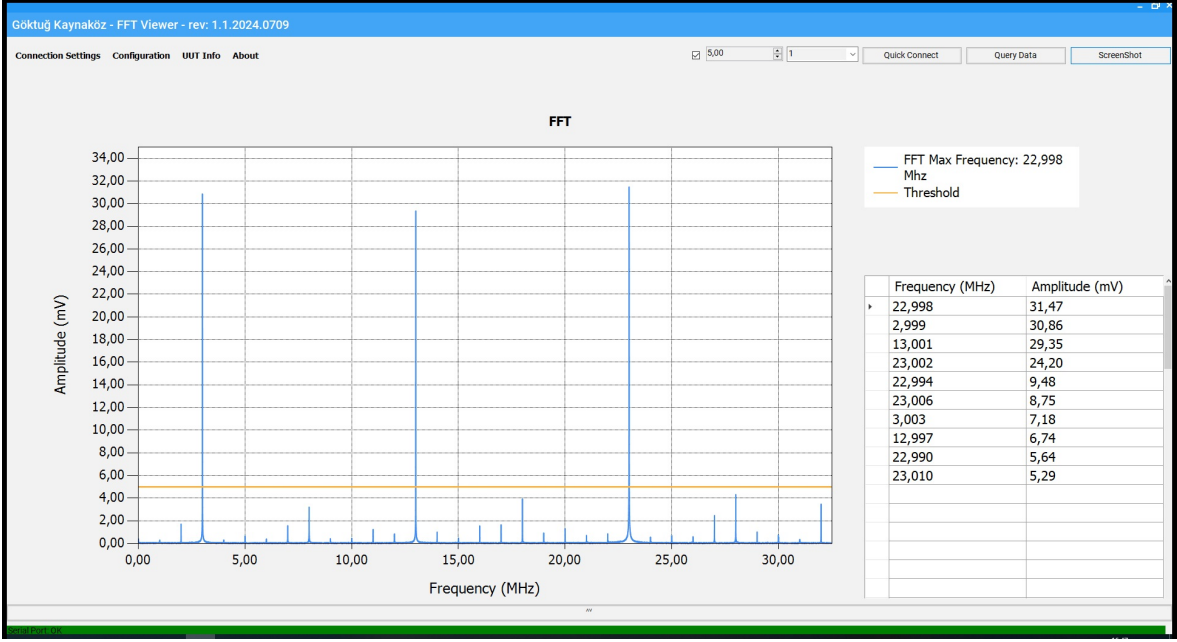 Göktuğ Kaynaköz - FFT Viewer - rev: 1.1.2024.0709
Connection Settings Configuration UUT Info About
5,00 1 Quick Connect Query Data ScreenShot
FFT
FFT Max Frequency: 22,998
Mhz
Threshold
Amplitude (mV)
34,00
32,00
30,00
28,00
26,00
24,00
22,00
20,00
18,00
16,00
14,00
12,00
10,00
8,00
6,00
4,00
2,00
0,00
0,00 5,00 10,00 15,00 20,00 25,00 30,00
Frequency (MHz)
Frequency (MHz) Amplitude (mV)
22,998 31,47
2,999 30,86
13,001 29,35
23,002 24,20
22,994 9,48
23,006 8,75
3,003 7,18
12,997 6,74
22,990 5,64
23,010 5,29
Serial Port: OK